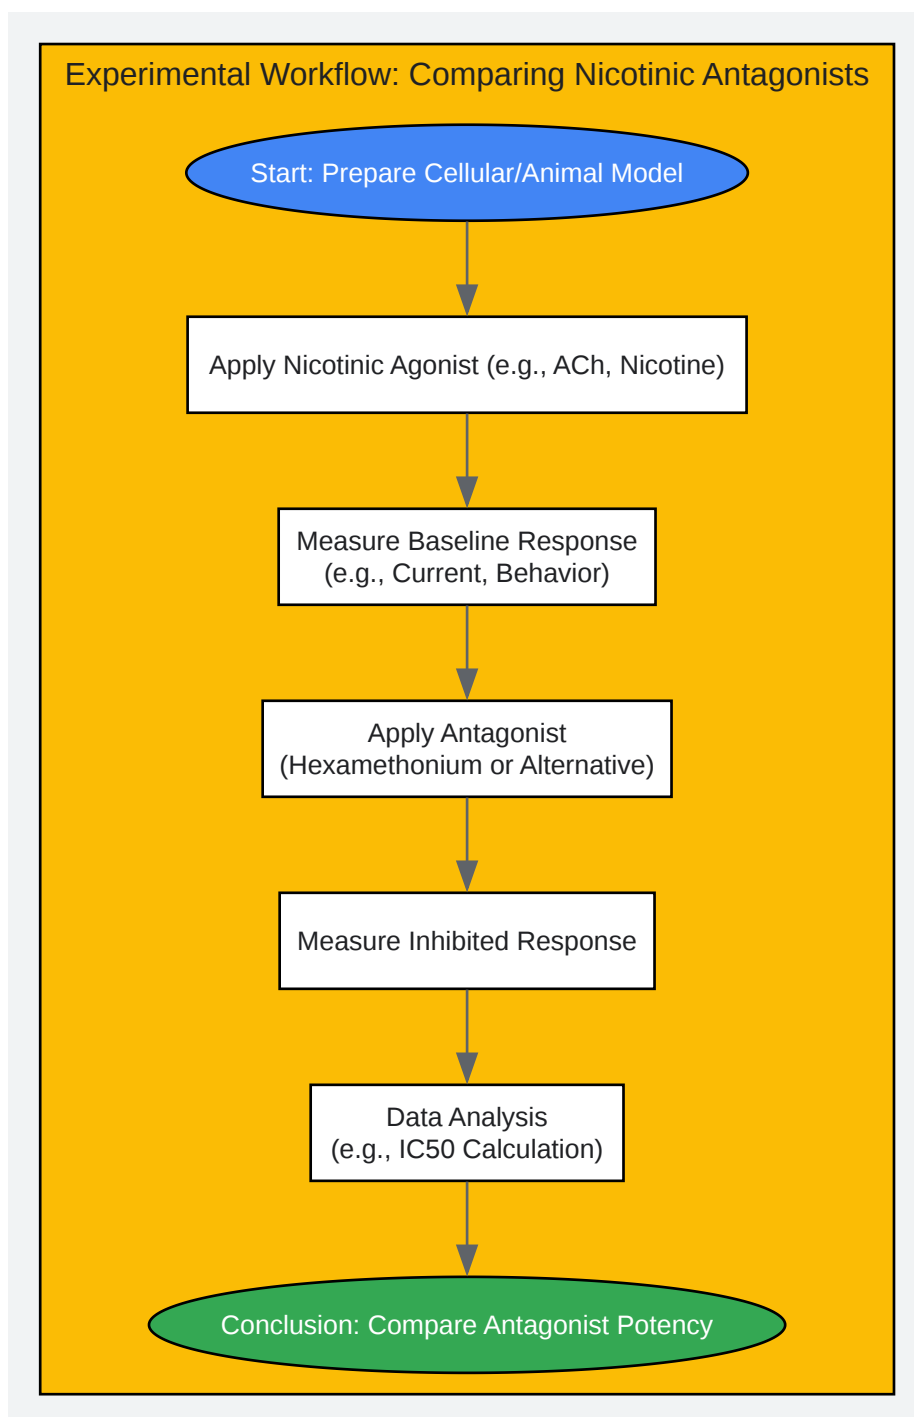 Experimental Workflow: Comparing Nicotinic Antagonists
Start: Prepare Cellular/Animal Model
Apply Nicotinic Agonist (e.g., ACh, Nicotine)
Measure Baseline Response
(e.g., Current, Behavior)
Apply Antagonist
(Hexamethonium or Alternative)
Measure Inhibited Response
Data Analysis
(e.g., IC50 Calculation)
Conclusion: Compare Antagonist Potency